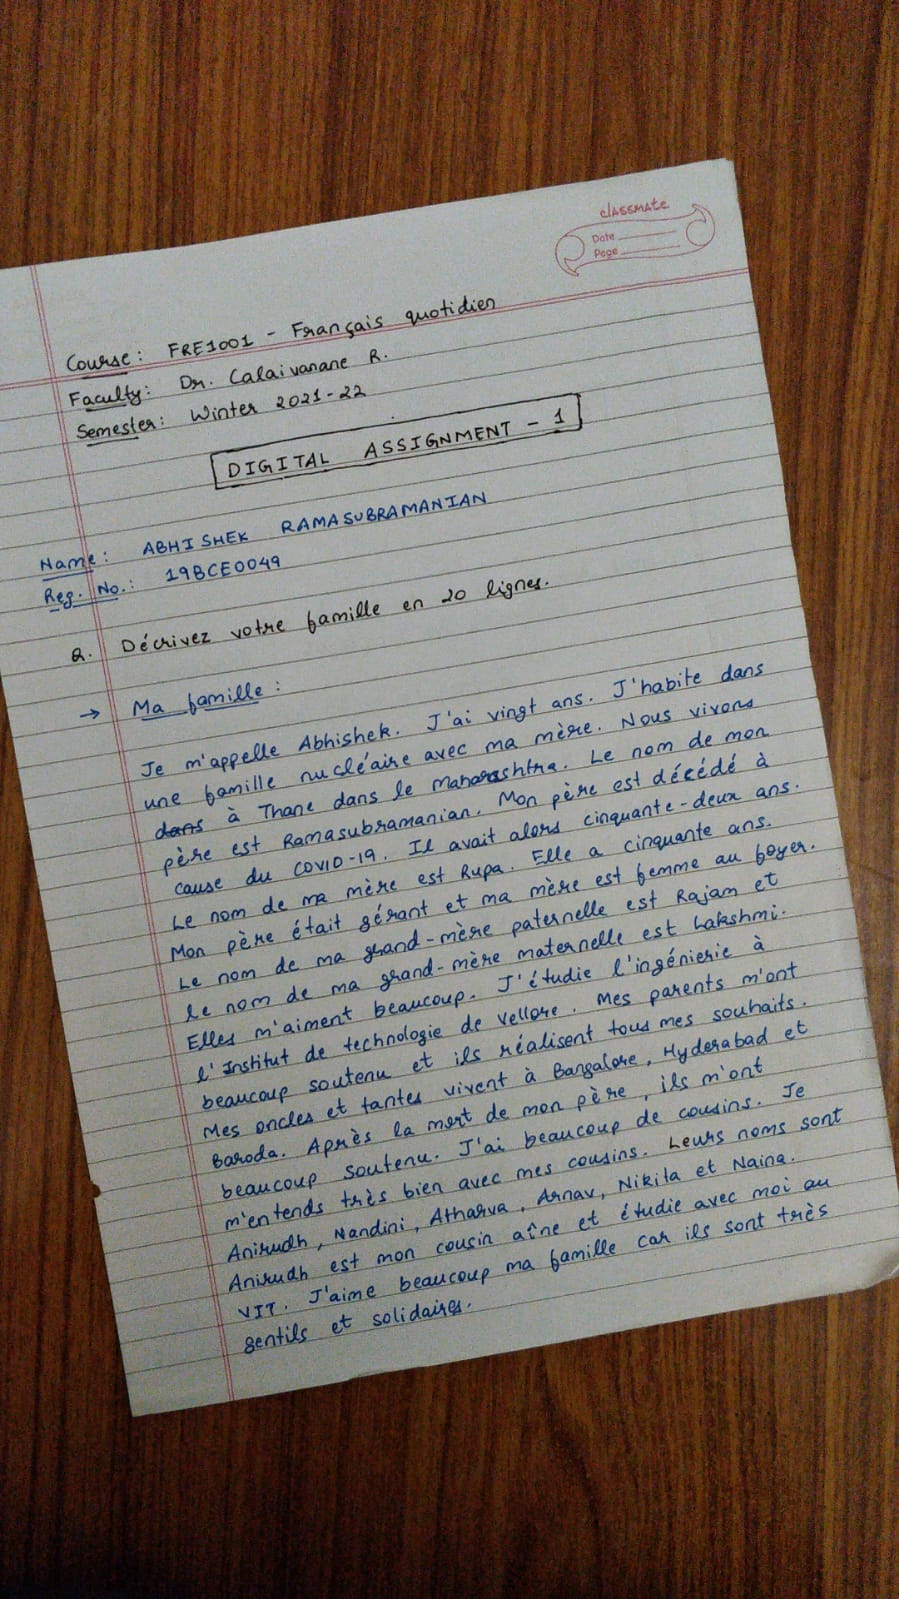 classmate
Date
Page
Course: FRE1001 - Français quotidien
Faculty: Dr. Calaivanane R.
Semester: Winter 2021-22
DIGITAL ASSIGNMENT - 1
Name: ABHISHEK RAMASUBRAMANIAN
Reg. No.: 19BCE0049
Q. Décrivez votre famille en 20 lignes.
→ Ma famille:
Je m'appelle Abhishek. J'ai vingt ans. J'habite dans
une famille nucléaire avec ma mère. Nous vivons
dans à Thane dans le Maharashtra. Le nom de mon
père est Ramasubramanian. Mon père est décédé à
cause du COVID-19. Il avait alors cinquante-deux ans.
Le nom de ma mère est Rupa. Elle a cinquante ans.
Mon père était gérant et ma mère est femme au foyer.
Le nom de ma grand-mère paternelle est Rajam et
le nom de ma grand-mère maternelle est Lakshmi.
Elles m'aiment beaucoup. J'étudie l'ingénierie à
l'Institut de technologie de Vellore. Mes parents m'ont
beaucoup soutenu et ils réalisent tous mes souhaits.
Mes oncles et tantes vivent à Bangalore, Hyderabad et
Baroda. Après la mort de mon père, ils m'ont
beaucoup soutenu. J'ai beaucoup de cousins. Je
m'entends très bien avec mes cousins. Leurs noms sont
Anirudh, Nandini, Atharva, Arnav, Nikita et Naina.
Anirudh est mon cousin aîne et étudie avec moi au
VIT. J'aime beaucoup ma famille car ils sont très
gentils et solidaires.